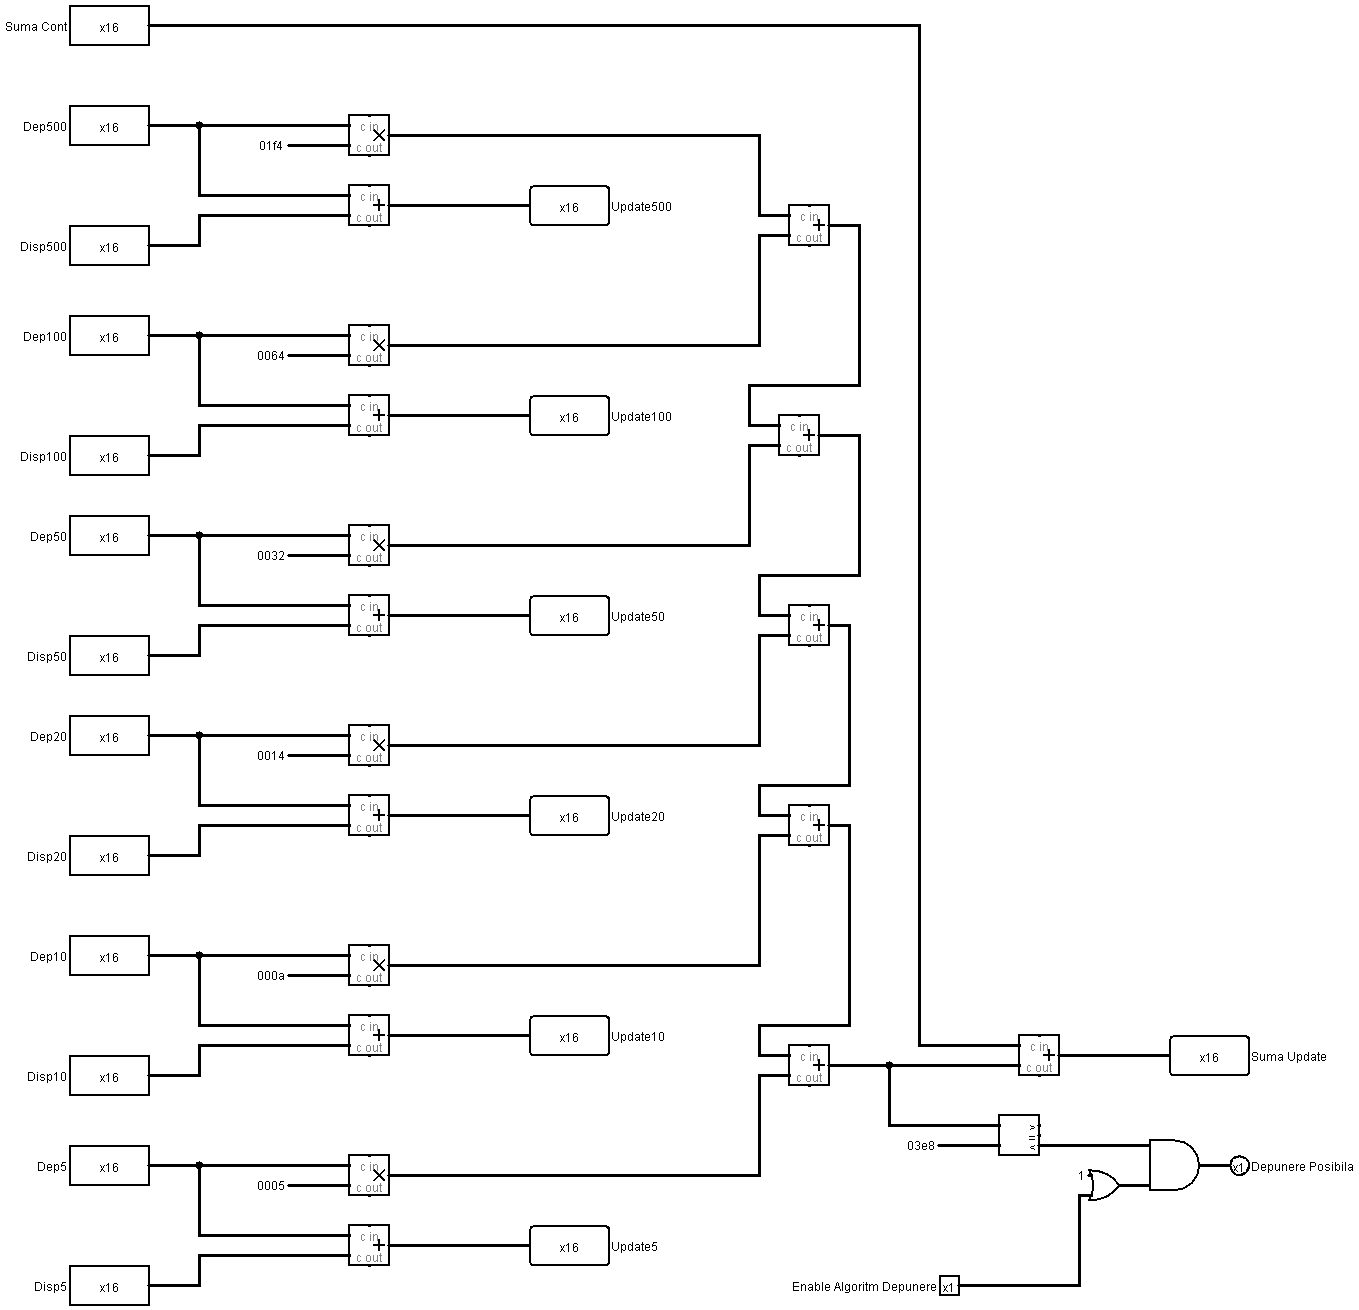 Suma Cont x16
Dep500 x16
c in
01f4
c out
c in
x16 Update500
c out
c in
c out
Disp500 x16
Dep100 x16
c in
0064
c out
c in
x16 Update100
c out
c in
c out
Disp100 x16
Dep50 x16
c in
0032
c out
c in
x16 Update50
c out
c in
c out
Disp50 x16
Dep20 x16
c in
0014
c out
c in
x16 Update20
c out
c in
c out
Disp20 x16
Dep10 x16
c in
000a
c out
c in
x16 Update10
c out
c in
c out
c in
c out
x16 Suma Update
Disp10 x16
03e8
Dep5 x16
c in
0005
c out
1
x1 Depunere Posibila
c in
x16 Update5
c out
Disp5 x16
Enable Algoritm Depunere x1